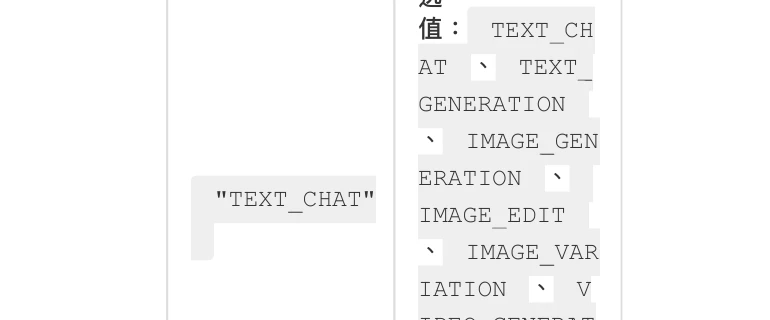 "TEXT_CHAT"
值： TEXT_CH
AT 、 TEXT_
GENERATION
、 IMAGE_GEN
ERATION 、
IMAGE_EDIT
、 IMAGE_VAR
IATION 、 V